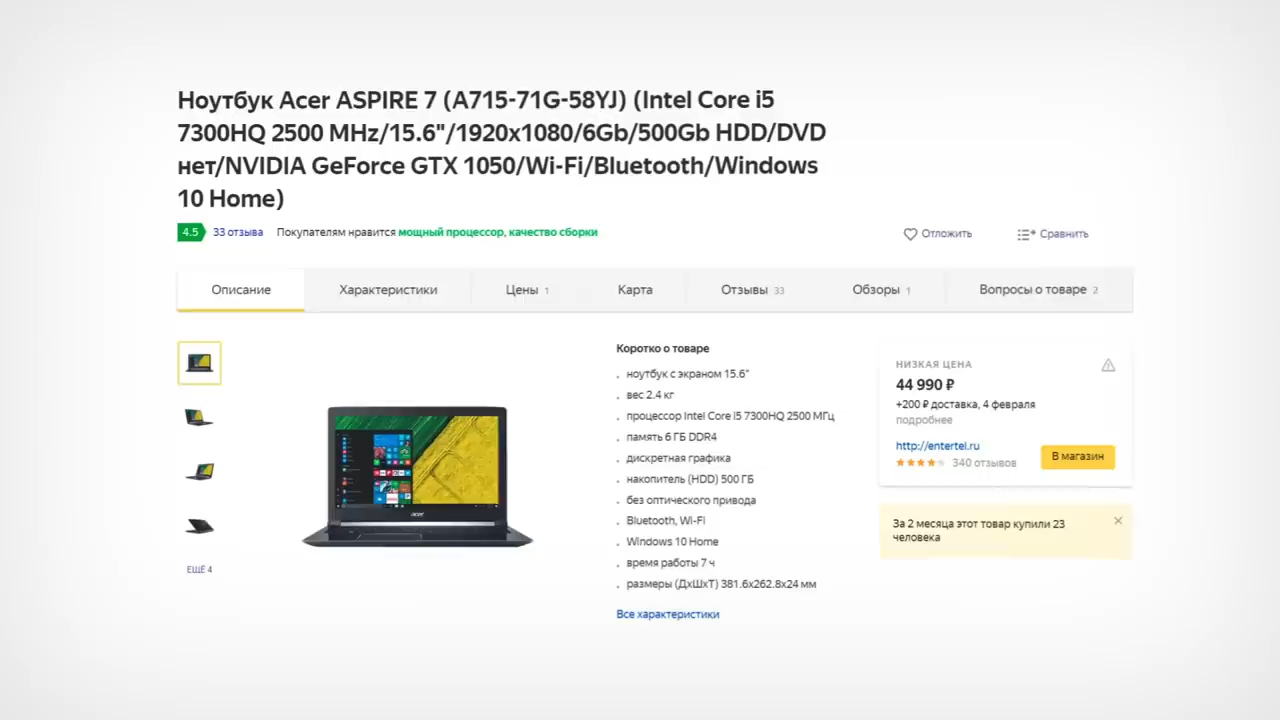 Ноутбук Acer ASPIRE 7 (A715-71G-58YJ) (Intel Core i5
7300HQ 2500 MHz/15.6"/1920x1080/6Gb/500Gb HDD/DVD
нет/NVIDIA GeForce GTX 1050/Wi-Fi/Bluetooth/Windows
10 Home)
4.5 33 отзыва Покупателям нравится мощный процессор, качество сборки
Отложить Сравнить
Описание Характеристики Цены 1 Карта Отзывы 33 Обзоры 1 Вопросы о товаре 2
Коротко о товаре
ноутбук с экраном 15.6"
вес 2.4 кг
процессор Intel Core i5 7300HQ 2500 МГц
память 6 ГБ DDR4
дискретная графика
накопитель (HDD) 500 ГБ
без оптического привода
Bluetooth, Wi-Fi
Windows 10 Home
время работы 7 ч
размеры (ДхШхТ) 381.6x262.8x24 мм
Все характеристики
ЕЩЁ 4
acer
НИЗКАЯ ЦЕНА
44 990 ₽
+200 ₽ доставка, 4 февраля
подробнее
http://entertel.ru
340 отзывов
В магазин
За 2 месяца этот товар купили 23
человека